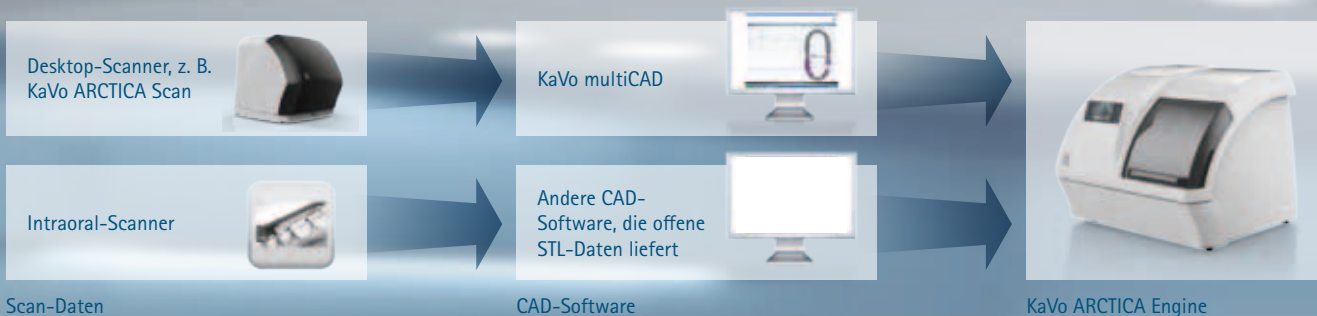 Desktop-Scanner, z. B.
KaVo ARCTICA Scan
KaVo multiCAD
Intraoral-Scanner
Andere CAD-
Software, die offene
STL-Daten liefert
Scan-Daten
CAD-Software
KaVo ARCTICA Engine